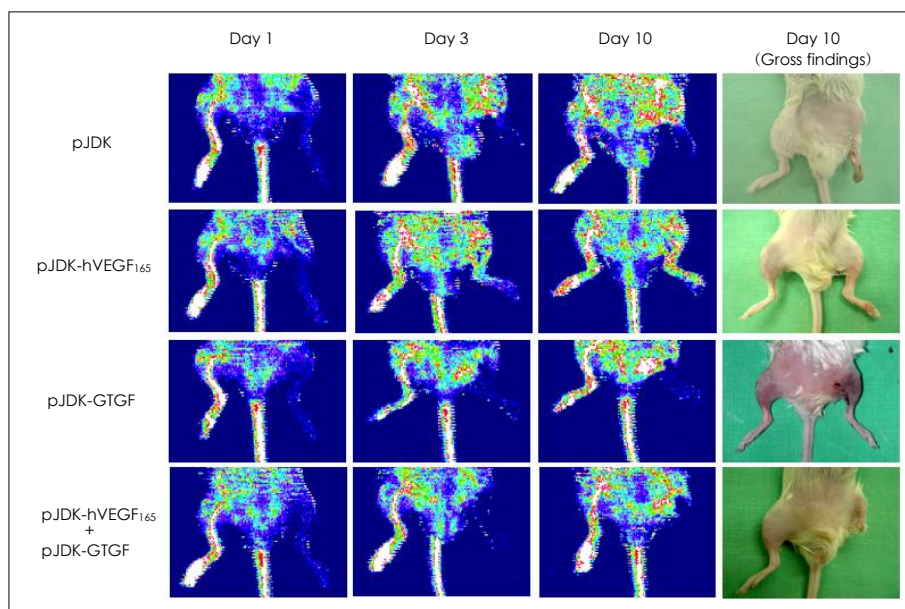 Day 1 Day 3 Day 10 Day 10
(Gross findings)
pJDK
pJDK-hVEGF₁₆₅
pJDK-GTGF
pJDK-hVEGF₁₆₅
+
pJDK-GTGF